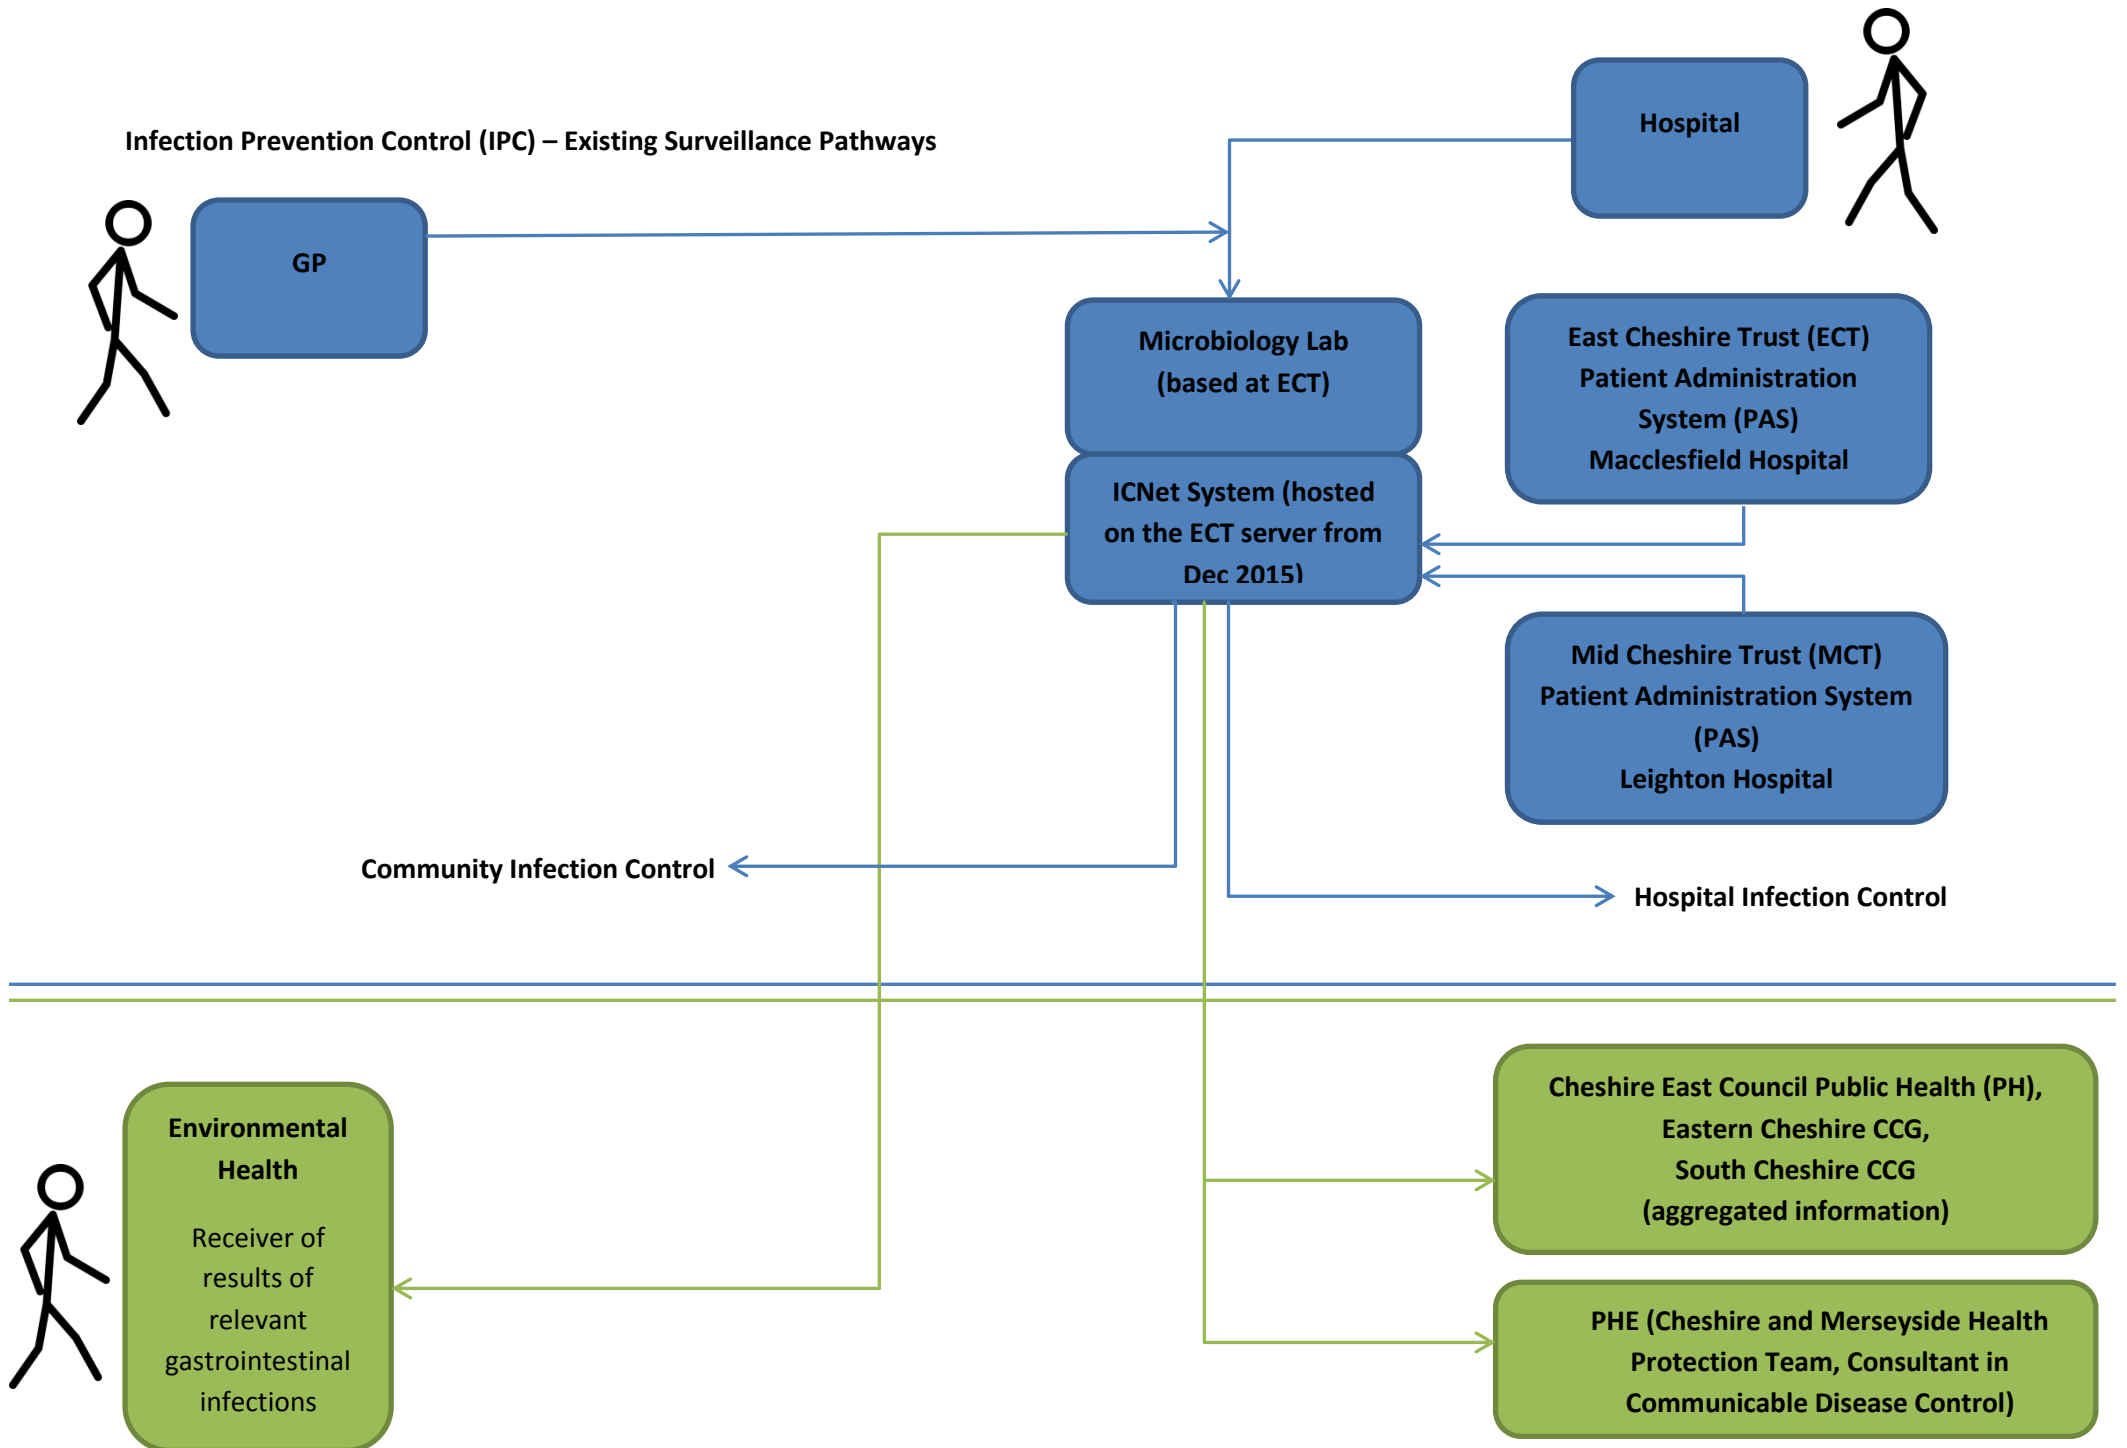 Hospital
Infection Prevention Control (IPC) – Existing Surveillance Pathways
GP
Microbiology Lab
(based at ECT)
East Cheshire Trust (ECT)
Patient Administration
System (PAS)
Macclesfield Hospital
ICNet System (hosted
on the ECT server from
Dec 2015)
Mid Cheshire Trust (MCT)
Patient Administration System
(PAS)
Leighton Hospital
Community Infection Control
Hospital Infection Control
Environmental
Health
Receiver of
results of
relevant
gastrointestinal
infections
Cheshire East Council Public Health (PH),
Eastern Cheshire CCG,
South Cheshire CCG
(aggregated information)
PHE (Cheshire and Merseyside Health
Protection Team, Consultant in
Communicable Disease Control)